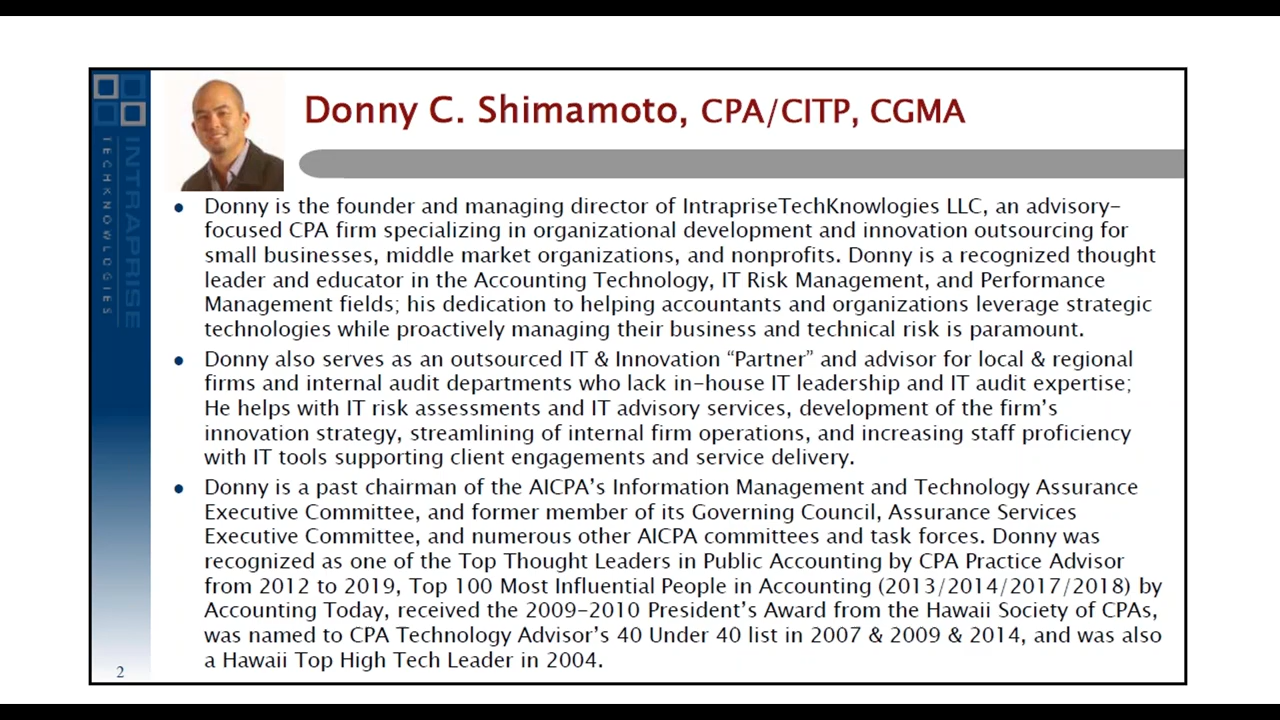 Donny C. Shimamoto, CPA/CITP, CGMA
INTRAPRISE
TECHKNOWLOGIES
• Donny is the founder and managing director of IntrapriseTechKnowlogies LLC, an advisory-
focused CPA firm specializing in organizational development and innovation outsourcing for
small businesses, middle market organizations, and nonprofits. Donny is a recognized thought
leader and educator in the Accounting Technology, IT Risk Management, and Performance
Management fields; his dedication to helping accountants and organizations leverage strategic
technologies while proactively managing their business and technical risk is paramount.
• Donny also serves as an outsourced IT & Innovation “Partner” and advisor for local & regional
firms and internal audit departments who lack in-house IT leadership and IT audit expertise;
He helps with IT risk assessments and IT advisory services, development of the firm’s
innovation strategy, streamlining of internal firm operations, and increasing staff proficiency
with IT tools supporting client engagements and service delivery.
• Donny is a past chairman of the AICPA’s Information Management and Technology Assurance
Executive Committee, and former member of its Governing Council, Assurance Services
Executive Committee, and numerous other AICPA committees and task forces. Donny was
recognized as one of the Top Thought Leaders in Public Accounting by CPA Practice Advisor
from 2012 to 2019, Top 100 Most Influential People in Accounting (2013/2014/2017/2018) by
Accounting Today, received the 2009-2010 President’s Award from the Hawaii Society of CPAs,
was named to CPA Technology Advisor’s 40 Under 40 list in 2007 & 2009 & 2014, and was also
a Hawaii Top High Tech Leader in 2004.
2